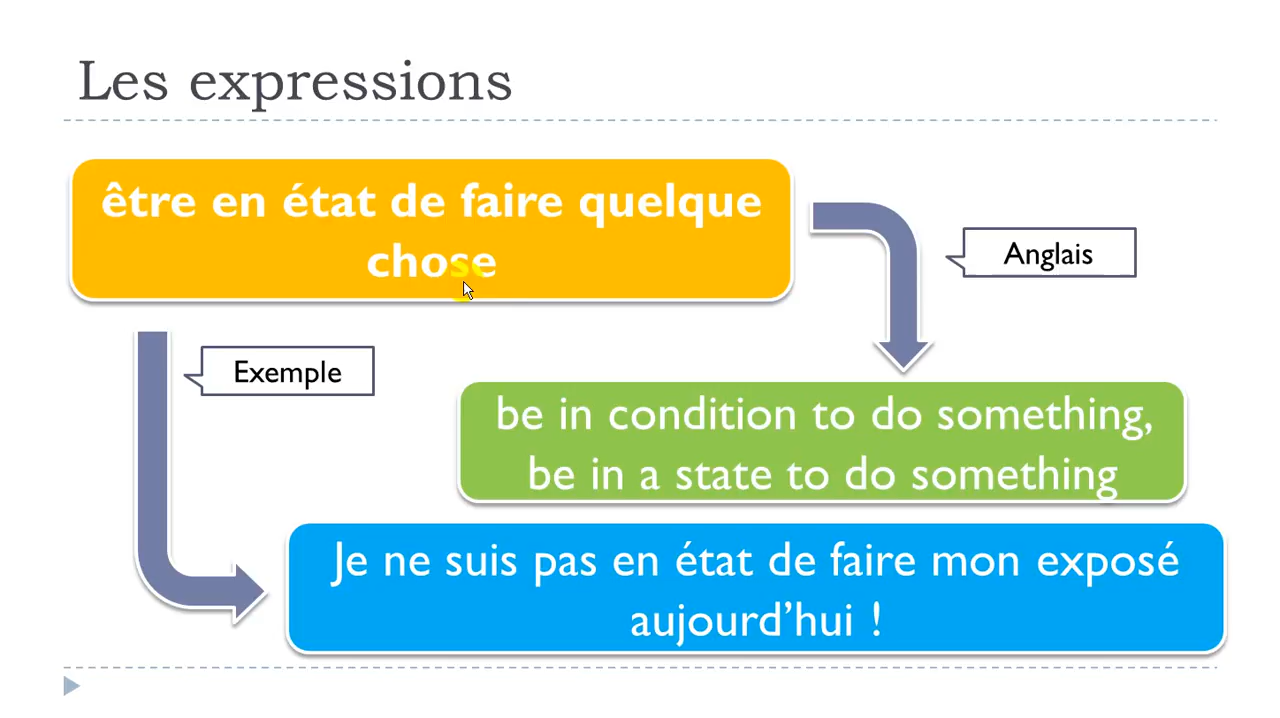 Les expressions
être en état de faire quelque
chose
Anglais
Exemple
be in condition to do something,
be in a state to do something
Je ne suis pas en état de faire mon exposé
aujourd’hui !